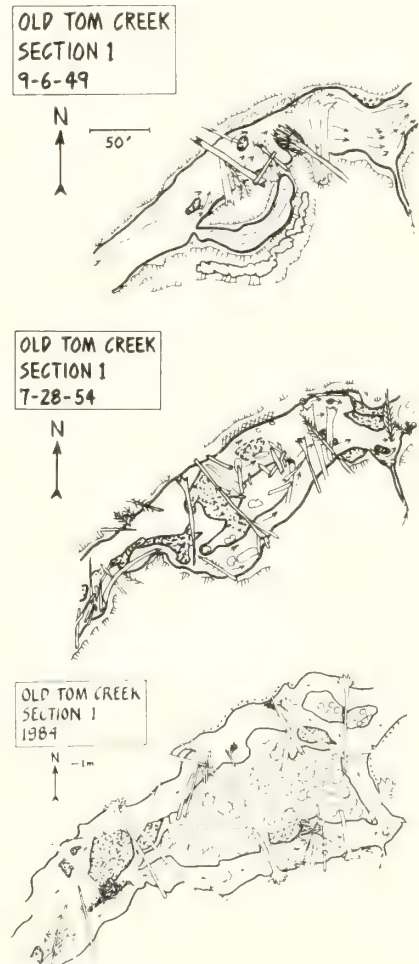 OLD TOM CREEK
SECTION 1
9-6-49
N
50'
OLD TOM CREEK
SECTION 1
7-28-54
N
OLD TOM CREEK
SECTION 1
1984
N
1m